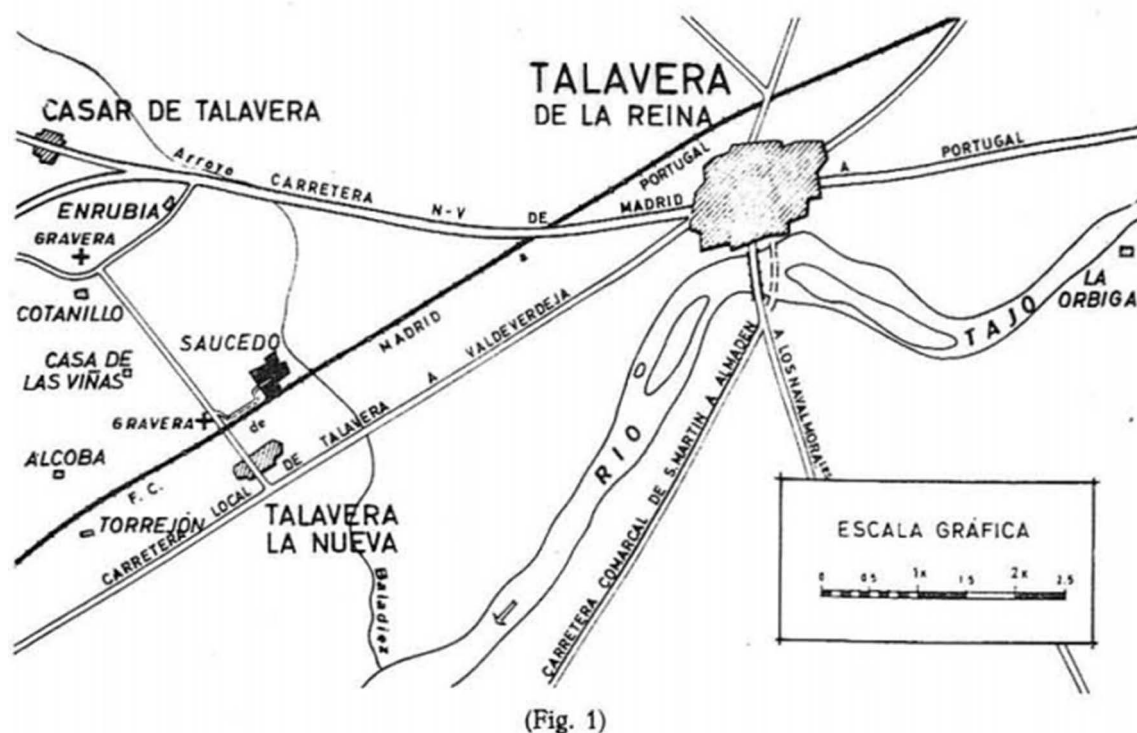 TALAVERA
DE LA REINA
CASAR DE TALAVERA
Arroyo
CARRETERA N-V DE MADRID
A PORTUGAL
PORTUGAL
ENRUBIA
GRAVERA
COTANILLO
SAUCEDO
MADRID
CASA DE
LAS VIÑAS
GRAVERA
de
F. C.
ALCOBA
TORREJÓN
CARRETERA LOCAL DE TALAVERA A VALDEVERDEJA
TALAVERA
LA NUEVA
Baladiez
RIO
TAJO
LA
ORBIGA
CARRETERA COMARCAL DE S. MARTIN A ALMADEN
A LOS NAVALMORALES
ESCALA GRÁFICA
0 0.5 1K 1.5 2K 2.5
(Fig. 1)